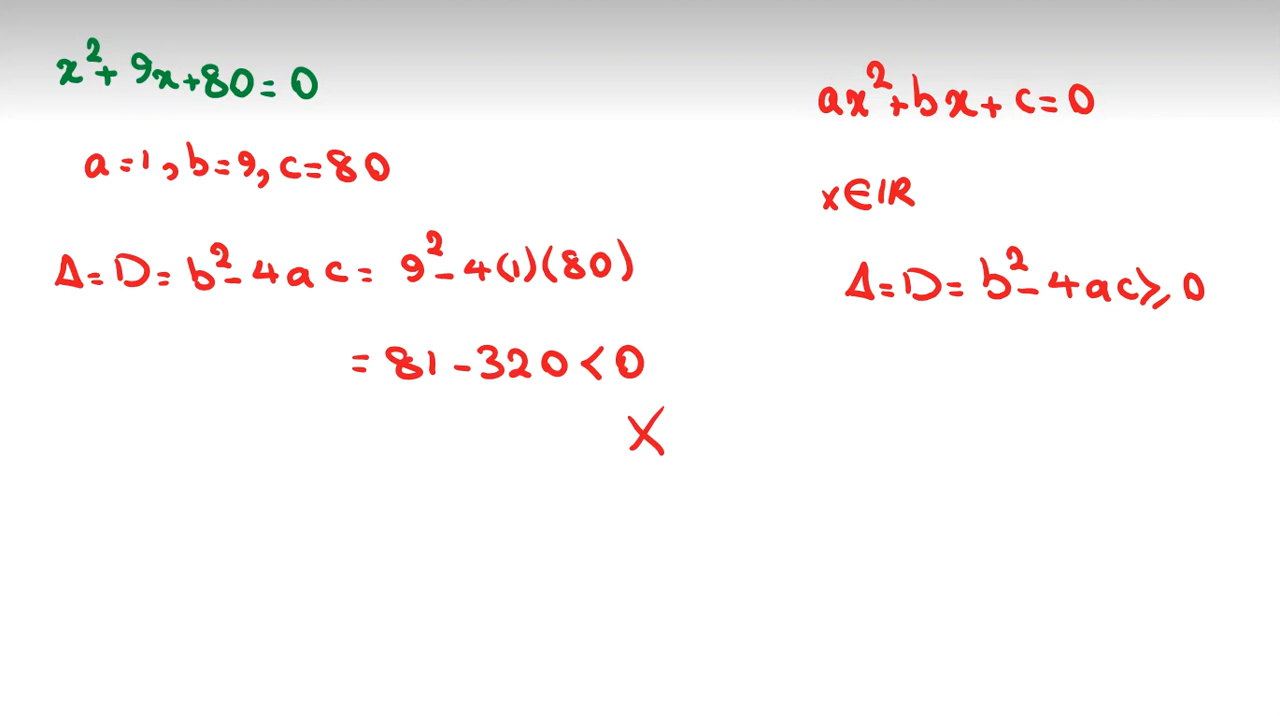 x²+9x+80=0
a=1,b=9,c=80
Δ=D=b²-4ac=9²-4(1)(80)
=81-320<0
X
ax²+bx+c=0
x∈IR
Δ=D=b²-4ac⩾0